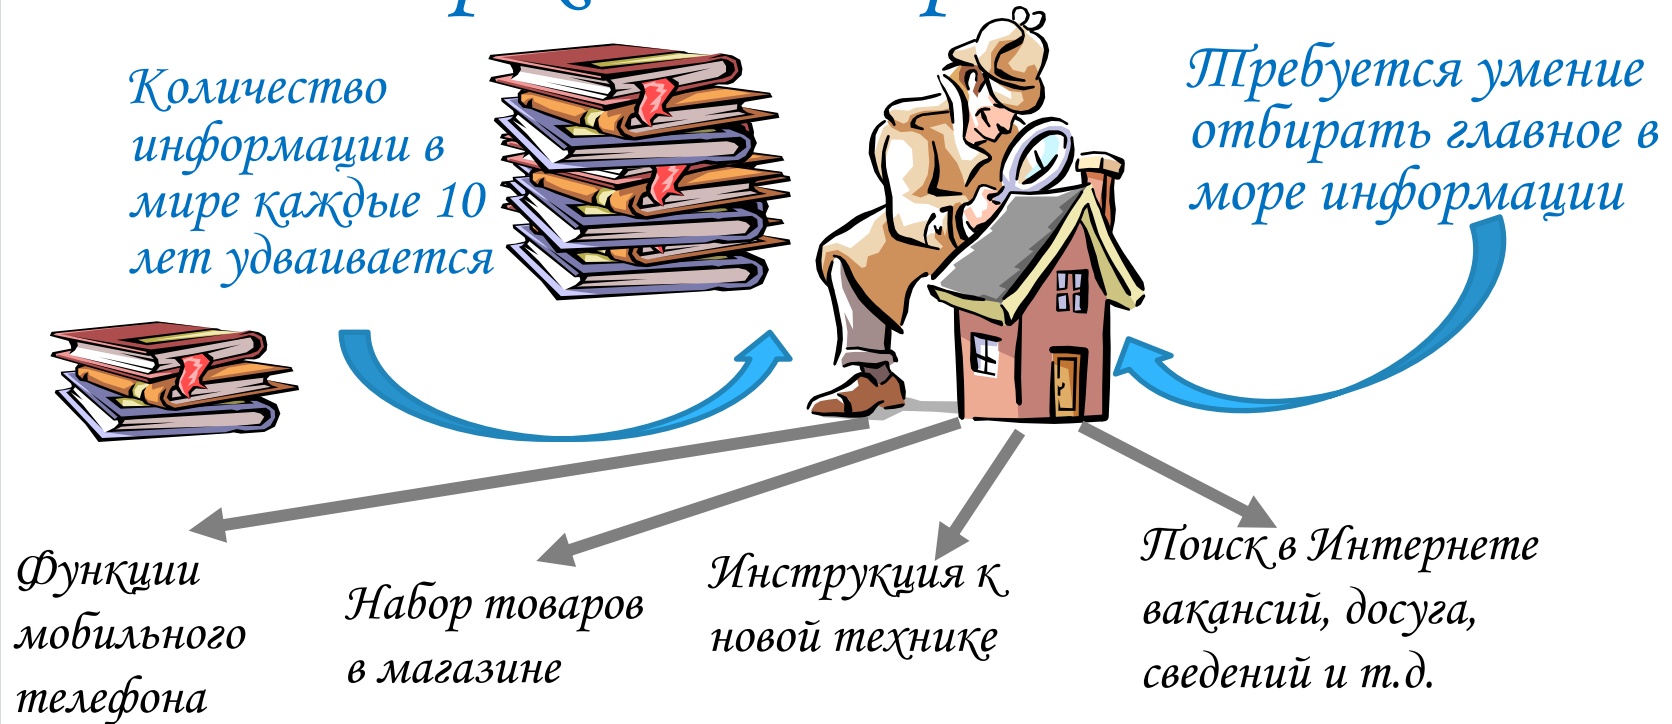 Количество
информации в
мире каждые 10
лет удваивается
Требуется умение
отбирать главное в
море информации
Функции
мобильного
телефона
Набор товаров
в магазине
Инструкция к
новой технике
Поиск в Интернете
вакансий, досуга,
сведений и т.д.